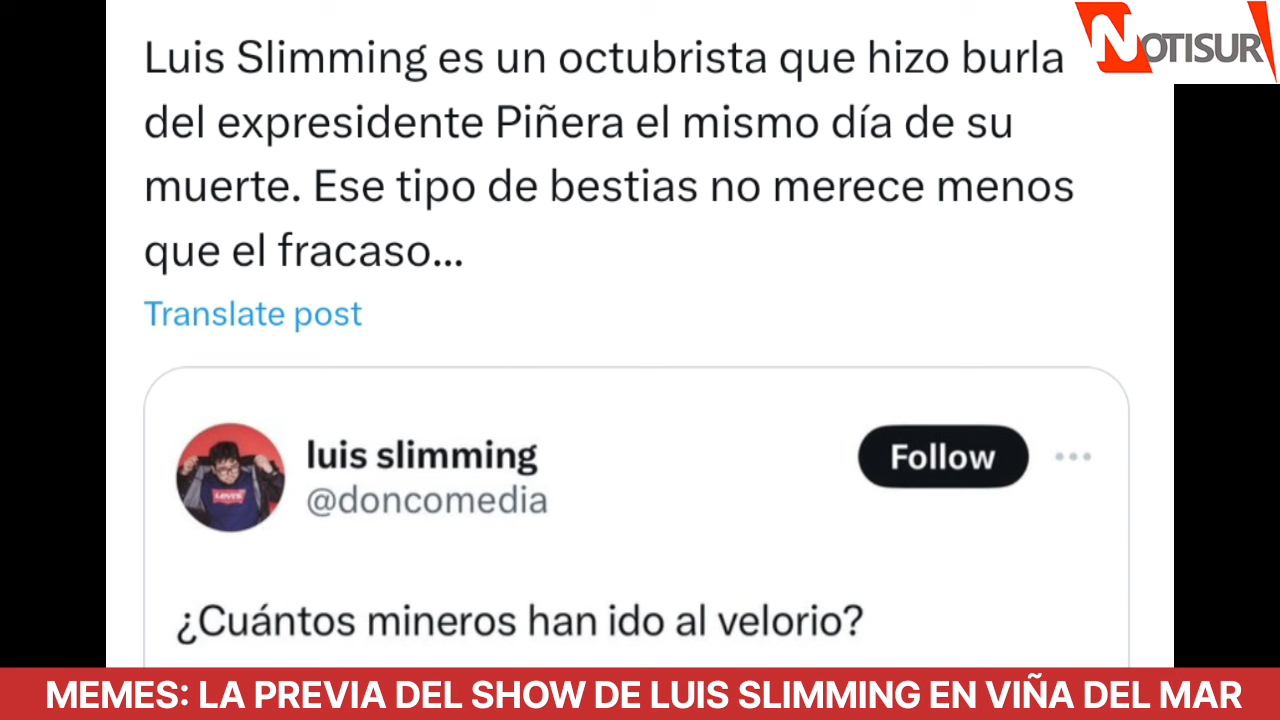 NOTISUR
Luis Slimming es un octubrista que hizo burla
del expresidente Piñera el mismo día de su
muerte. Ese tipo de bestias no merece menos
que el fracaso...
Translate post
luis slimming
@doncomedia
Follow
Levi's
¿Cuántos mineros han ido al velorio?
MEMES: LA PREVIA DEL SHOW DE LUIS SLIMMING EN VIÑA DEL MAR